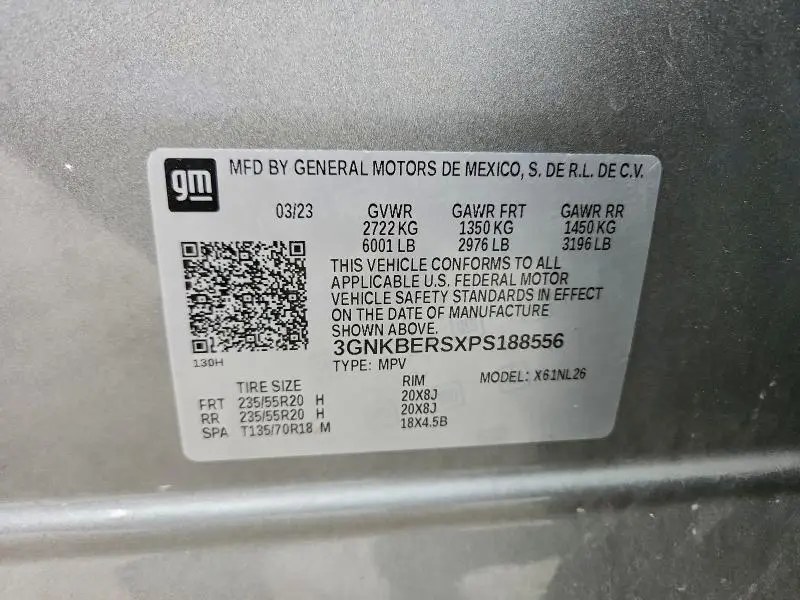 gm
MFD BY GENERAL MOTORS DE MEXICO, S. DE R.L. DE C.V.
03/23 GVWR GAWR FRT GAWR RR
2722 KG 1350 KG 1450 KG
6001 LB 2976 LB 3196 LB
THIS VEHICLE CONFORMS TO ALL
APPLICABLE U.S. FEDERAL MOTOR
VEHICLE SAFETY STANDARDS IN EFFECT
ON THE DATE OF MANUFACTURE
SHOWN ABOVE.
3GNKBERSXPS188556
130H
TYPE: MPV
MODEL: X61NL26
TIRE SIZE RIM
FRT 235/55R20 H 20X8J
RR 235/55R20 H 20X8J
SPA T135/70R18 M 18X4.5B